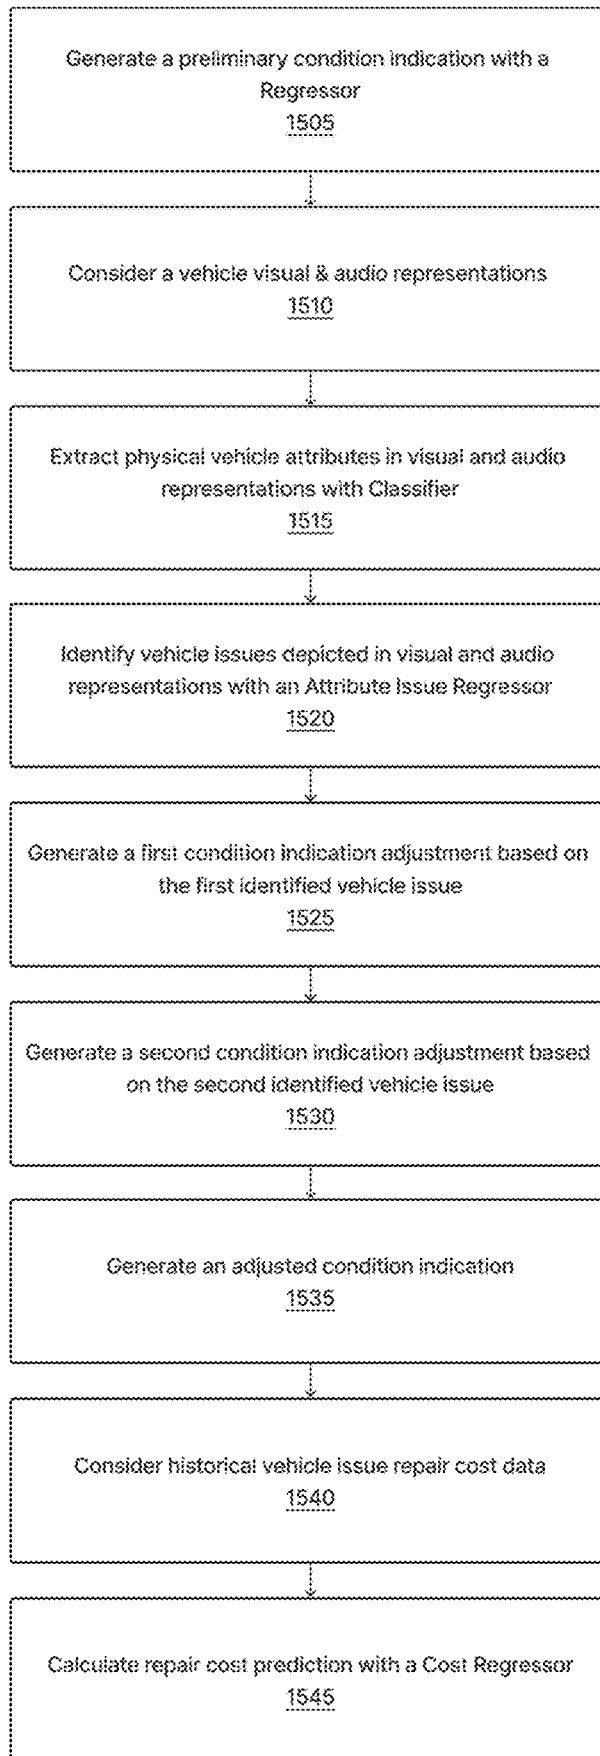 Generate a preliminary condition indication with a
Regressor
1505
Consider a vehicle visual & audio representations
1510
Extract physical vehicle attributes in visual and audio
representations with Classifier
1515
Identify vehicle issues depicted in visual and audio
representations with an Attribute Issue Regressor
1520
Generate a first condition indication adjustment based on
the first identified vehicle issue
1525
Generate a second condition indication adjustment based
on the second identified vehicle issue
1530
Generate an adjusted condition indication
1535
Consider historical vehicle issue repair cost data
1540
Calculate repair cost prediction with a Cost Regressor
1545